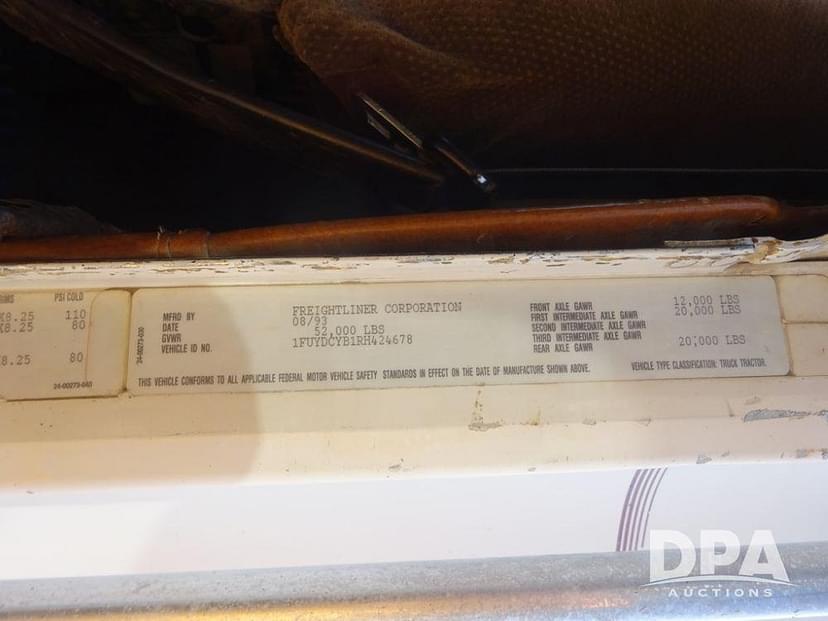 RIMS PSI COLD
X8.25 110
X8.25 80
X8.25 80
24-00273-040
24-00273-030
MFRD BY FREIGHTLINER CORPORATION
DATE 08/93
GVWR 52,000 LBS
VEHICLE ID NO. 1FUYDCYB1RH424678
FRONT AXLE GAWR 12,000 LBS
FIRST INTERMEDIATE AXLE GAWR 20,000 LBS
SECOND INTERMEDIATE AXLE GAWR
THIRD INTERMEDIATE AXLE GAWR
REAR AXLE GAWR 20,000 LBS
THIS VEHICLE CONFORMS TO ALL APPLICABLE FEDERAL MOTOR VEHICLE SAFETY STANDARDS IN EFFECT ON THE DATE OF MANUFACTURE SHOWN ABOVE. VEHICLE TYPE CLASSIFICATION: TRUCK TRACTOR.
DPA
AUCTIONS